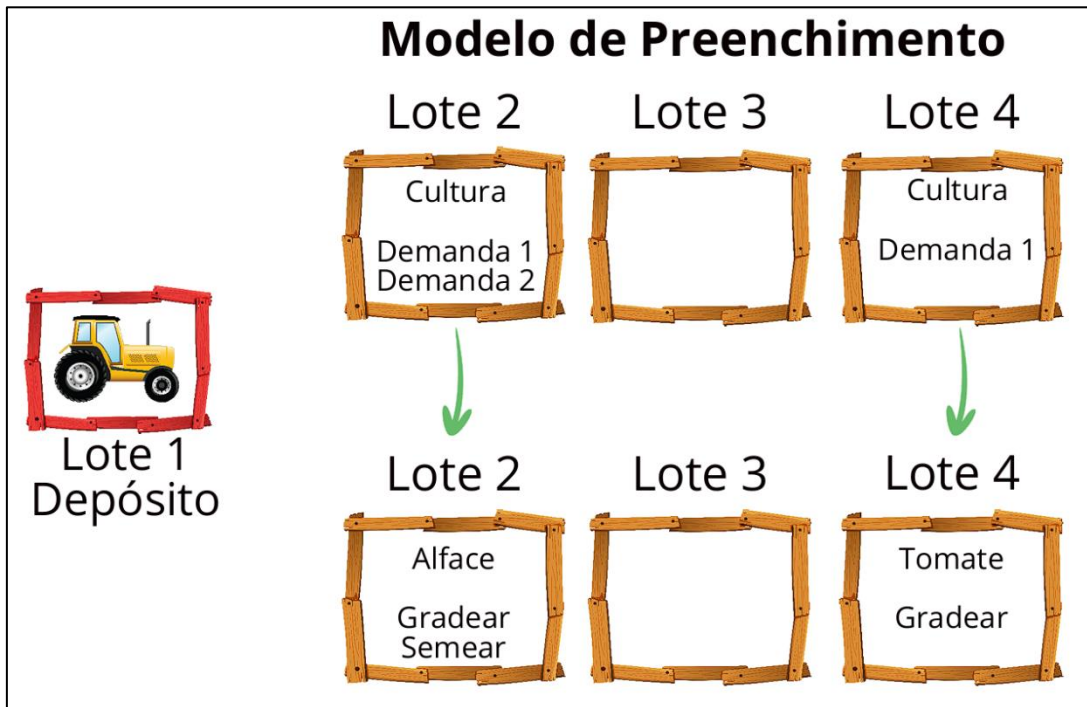 Modelo de Preenchimento
Lote 2
Lote 3
Lote 4
Cultura
Demanda 1
Demanda 2
Cultura
Demanda 1
Lote 1
Depósito
Lote 2
Lote 3
Lote 4
Alface
Gradear
Semear
Tomate
Gradear